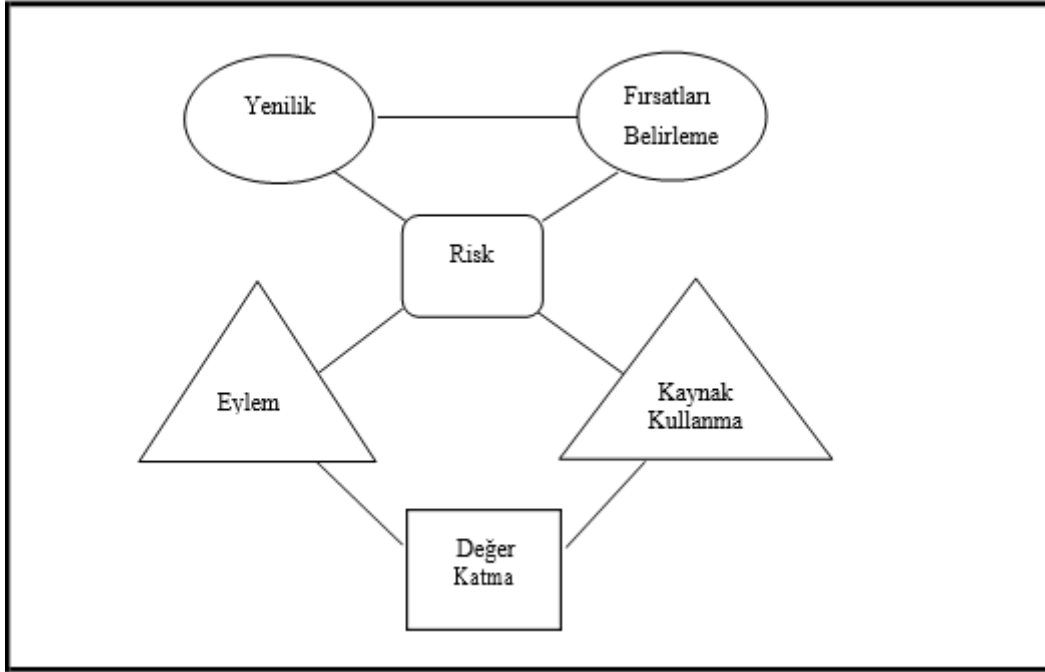 Yenilik
Fırsatları
Belirleme
Risk
Eylem
Kaynak
Kullanma
Değer
Katma